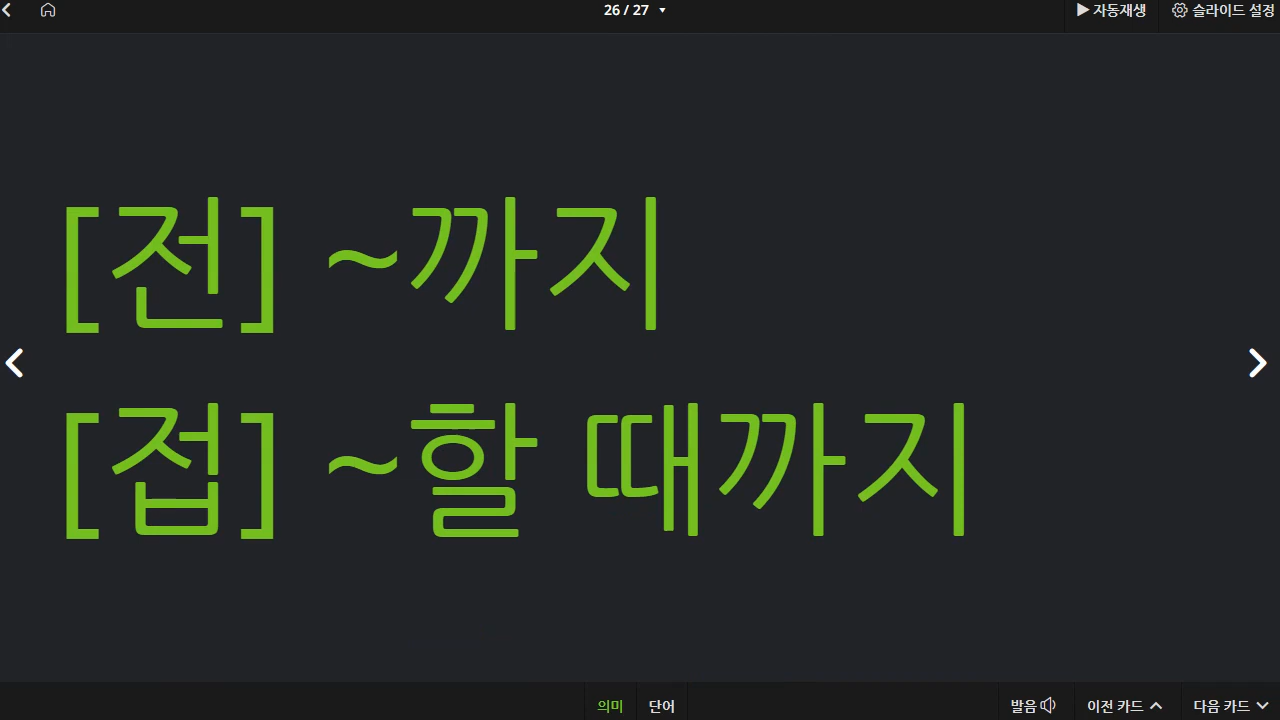 26 / 27
자동재생
슬라이드 설정
[전] ~까지
[접] ~할 때까지
의미
단어
발음
이전 카드
다음 카드